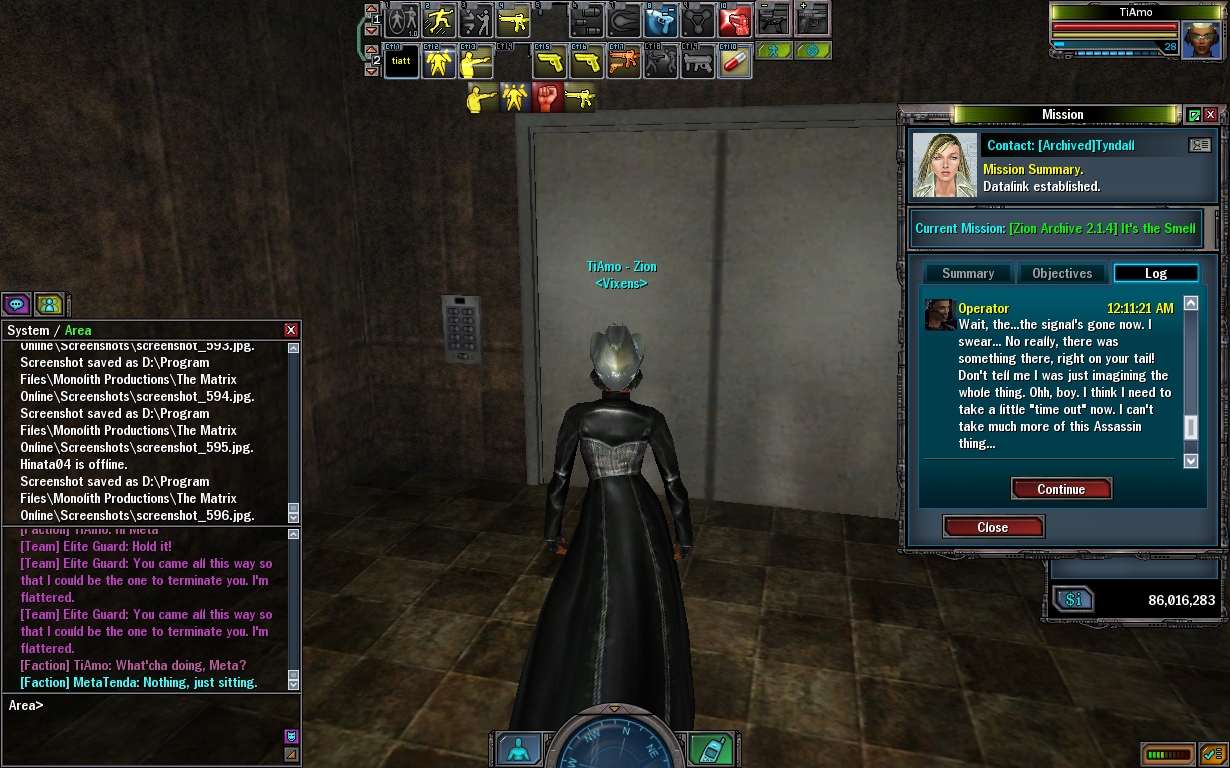 TiAmo
28
1
2
tiatt
Mission
Contact: [Archived]Tyndall
Mission Summary.
Datalink established.
Current Mission: [Zion Archive 2.1.4] It's the Smell
Summary
Objectives
Log
Operator
12:11:21 AM
Wait, the...the signal's gone now. I
swear... No really, there was
something there, right on your tail!
Don't tell me I was just imagining the
whole thing. Ohh, boy. I think I need to
take a little "time out" now. I can't
take much more of this Assassin
thing...
Continue
Close
$i
86,016,283
TiAmo - Zion
<Vixens>
System / Area
Online\Screenshots\screenshot_593.jpg.
Screenshot saved as D:\Program
Files\Monolith Productions\The Matrix
Online\Screenshots\screenshot_594.jpg.
Screenshot saved as D:\Program
Files\Monolith Productions\The Matrix
Online\Screenshots\screenshot_595.jpg.
Hinata04 is offline.
Screenshot saved as D:\Program
Files\Monolith Productions\The Matrix
Online\Screenshots\screenshot_596.jpg.
[Faction] TiAmo: Hi Meta
[Team] Elite Guard: Hold it!
[Team] Elite Guard: You came all this way so
that I could be the one to terminate you. I'm
flattered.
[Team] Elite Guard: You came all this way so
that I could be the one to terminate you. I'm
flattered.
[Faction] TiAmo: What'cha doing, Meta?
[Faction] MetaTenda: Nothing, just sitting.
Area>
NW
N
NE
W